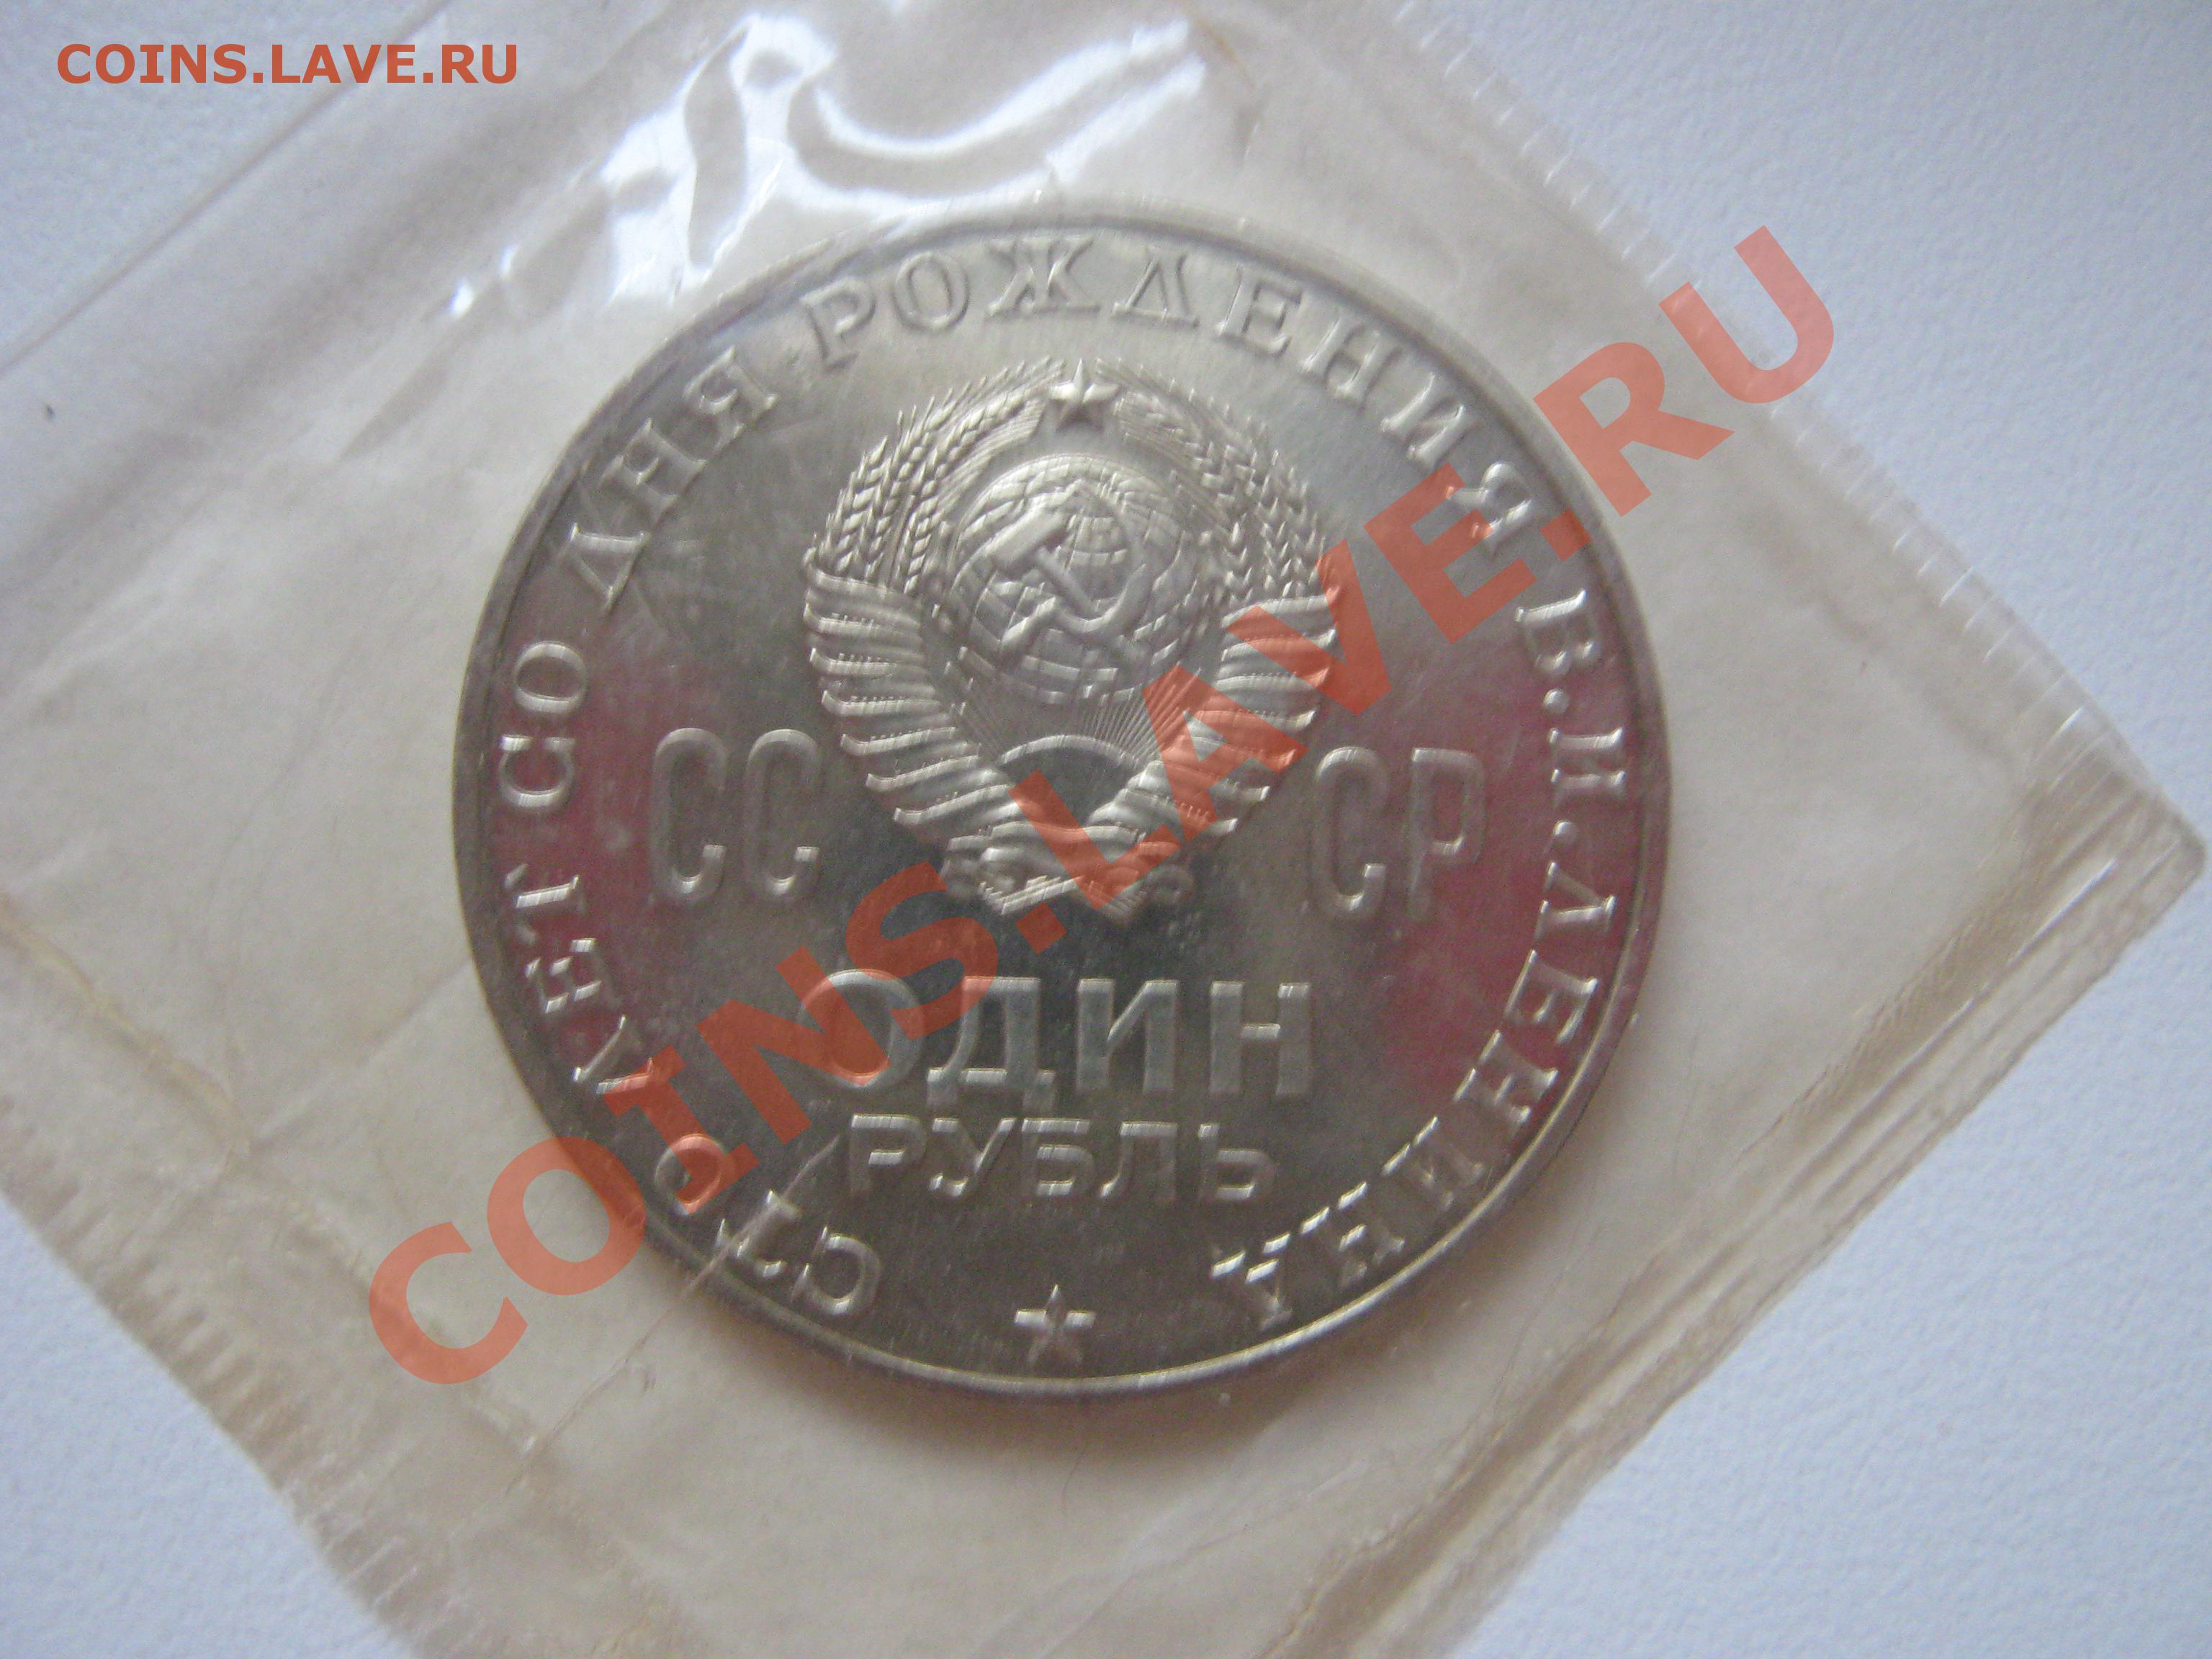 COINS.LAVE.RU
СТО ЛЕТ СО ДНЯ РОЖДЕНИЯ В.И.ЛЕНИНА
СС СР
ОДИН
РУБЛЬ
COINS.LAVE.RU